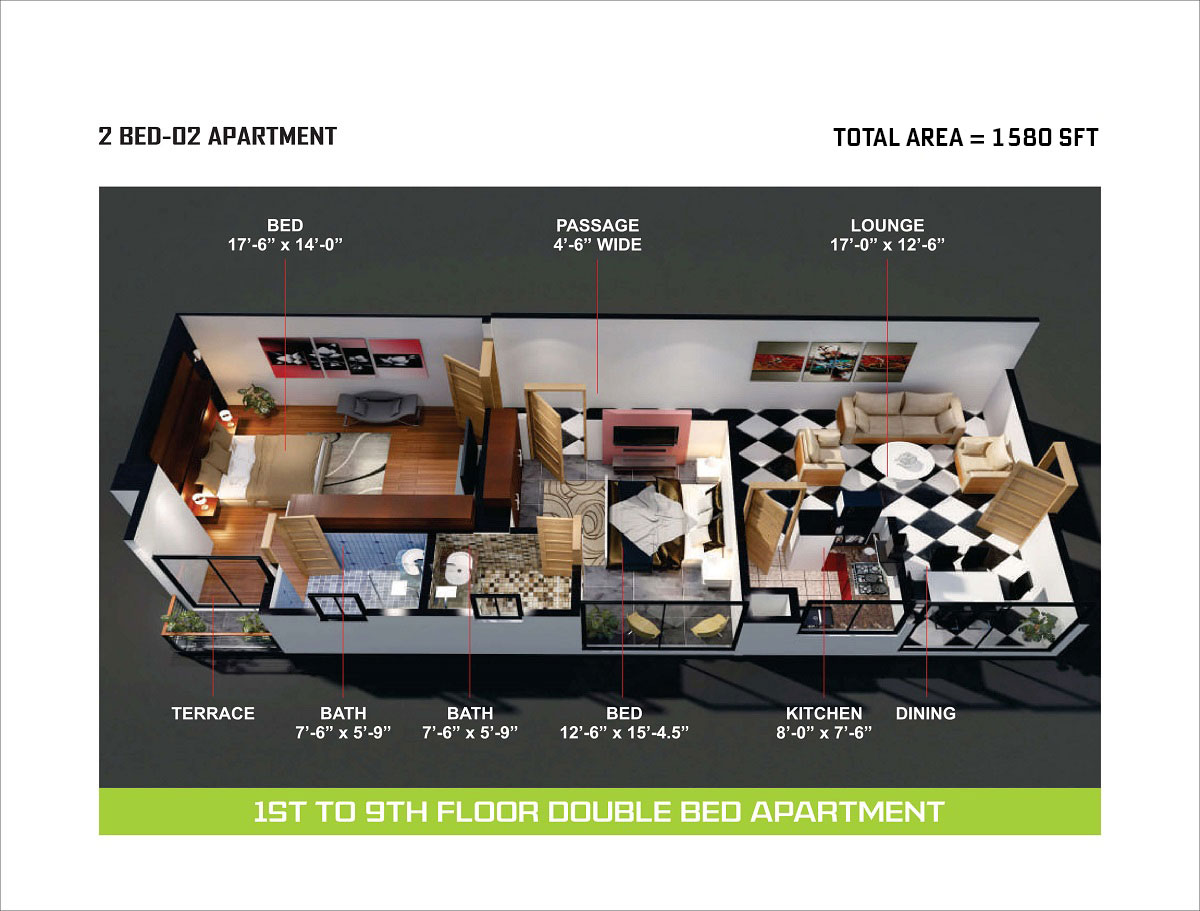 2 BED-02 APARTMENT
TOTAL AREA = 1580 SFT
BED
17’-6” x 14’-0”
PASSAGE
4’-6” WIDE
LOUNGE
17’-0” x 12’-6”
TERRACE
BATH
7’-6” x 5’-9”
BATH
7’-6” x 5’-9”
BED
12’-6” x 15’-4.5”
KITCHEN
8’-0” x 7’-6”
DINING
1ST TO 9TH FLOOR DOUBLE BED APARTMENT